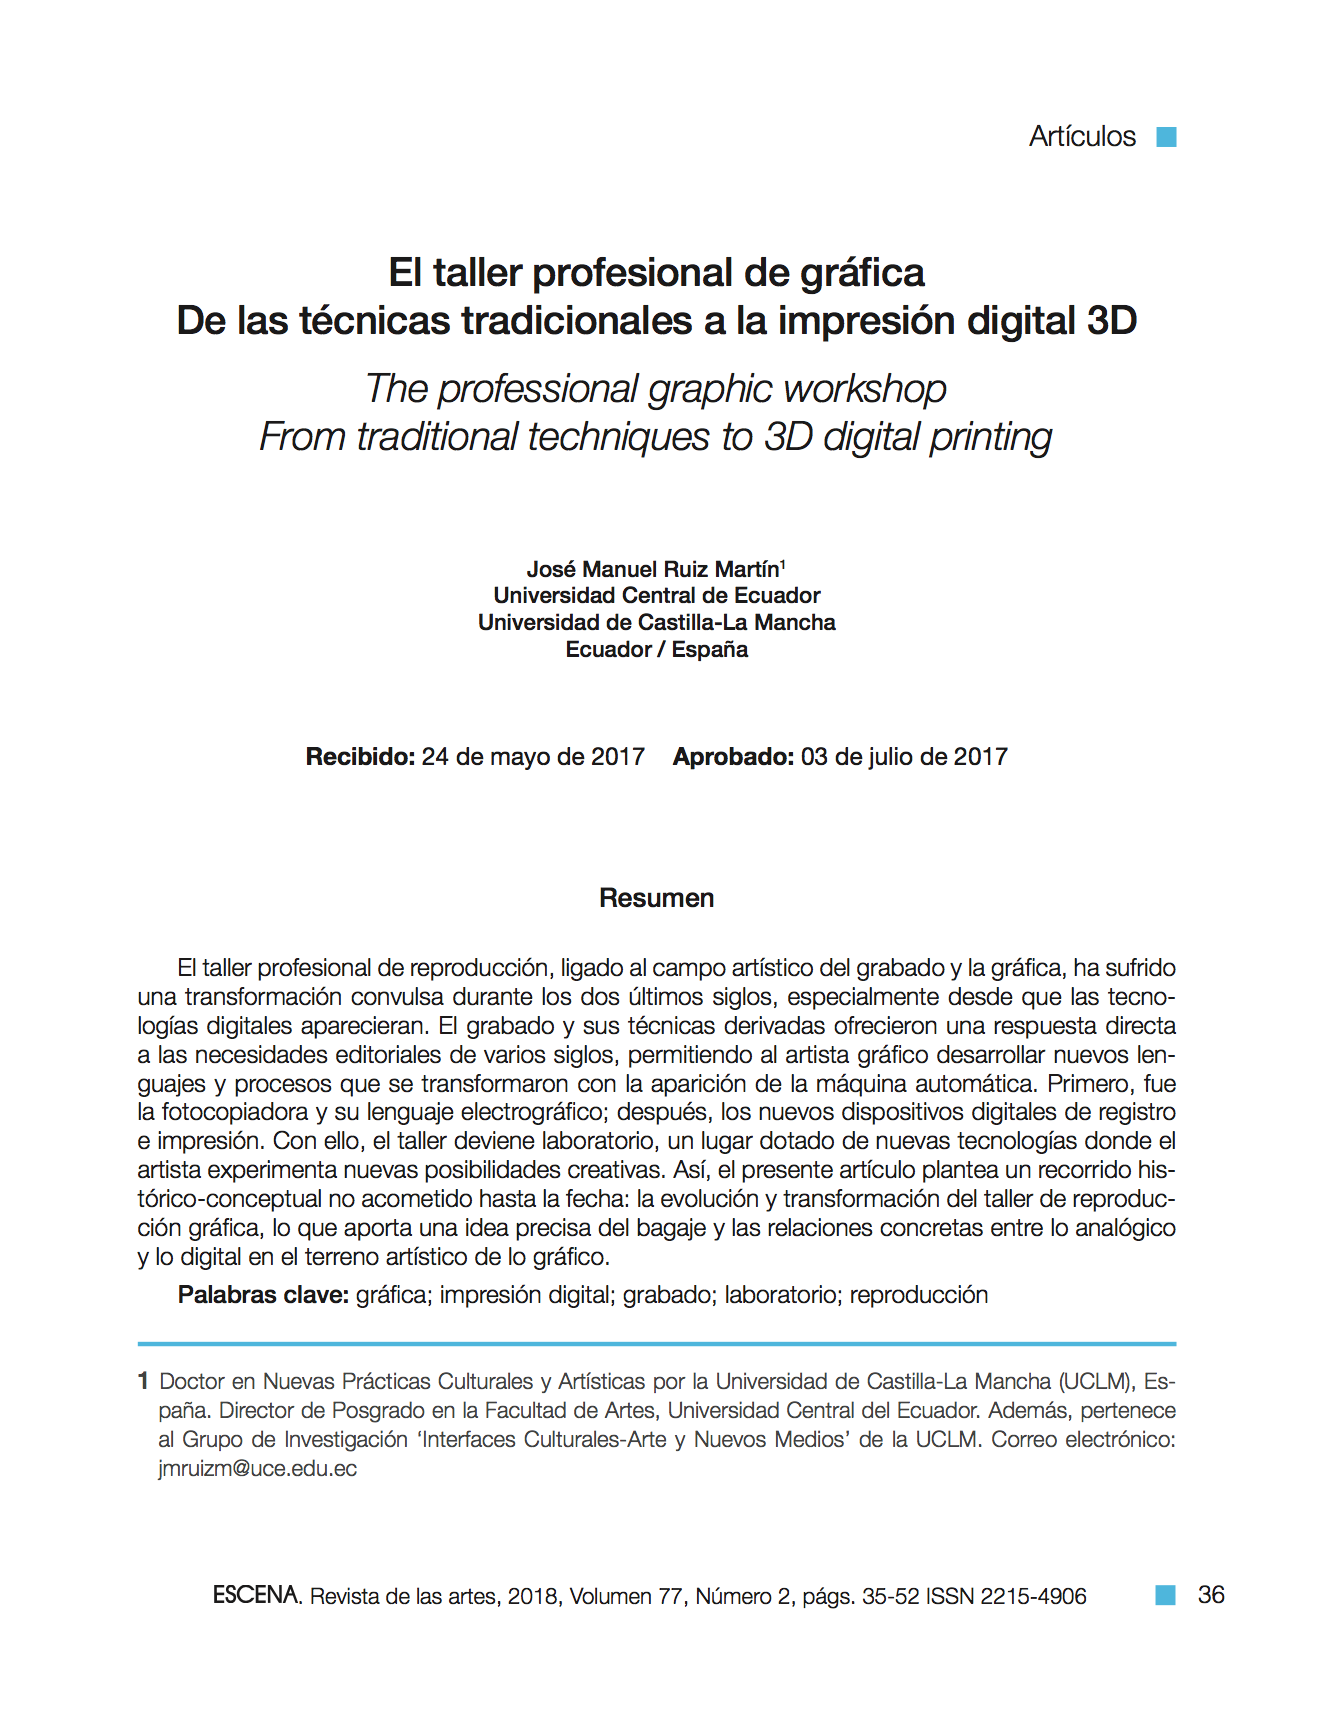 Artículos
El taller profesional de gráfica
De las técnicas tradicionales a la impresión digital 3D
The professional graphic workshop
From traditional techniques to 3D digital printing
José Manuel Ruiz Martín¹
Universidad Central de Ecuador
Universidad de Castilla-La Mancha
Ecuador / España
Recibido: 24 de mayo de 2017 Aprobado: 03 de julio de 2017
Resumen
El taller profesional de reproducción, ligado al campo artístico del grabado y la gráfica, ha sufrido
una transformación convulsa durante los dos últimos siglos, especialmente desde que las tecno-
logías digitales aparecieran. El grabado y sus técnicas derivadas ofrecieron una respuesta directa
a las necesidades editoriales de varios siglos, permitiendo al artista gráfico desarrollar nuevos len-
guajes y procesos que se transformaron con la aparición de la máquina automática. Primero, fue
la fotocopiadora y su lenguaje electrográfico; después, los nuevos dispositivos digitales de registro
e impresión. Con ello, el taller deviene laboratorio, un lugar dotado de nuevas tecnologías donde el
artista experimenta nuevas posibilidades creativas. Así, el presente artículo plantea un recorrido his-
tórico-conceptual no acometido hasta la fecha: la evolución y transformación del taller de reproduc-
ción gráfica, lo que aporta una idea precisa del bagaje y las relaciones concretas entre lo analógico
y lo digital en el terreno artístico de lo gráfico.
Palabras clave: gráfica; impresión digital; grabado; laboratorio; reproducción
1 Doctor en Nuevas Prácticas Culturales y Artísticas por la Universidad de Castilla-La Mancha (UCLM), Es-
paña. Director de Posgrado en la Facultad de Artes, Universidad Central del Ecuador. Además, pertenece
al Grupo de Investigación ‘Interfaces Culturales-Arte y Nuevos Medios’ de la UCLM. Correo electrónico:
jmruizm@uce.edu.ec
ESCENA. Revista de las artes, 2018, Volumen 77, Número 2, págs. 35-52 ISSN 2215-4906 36